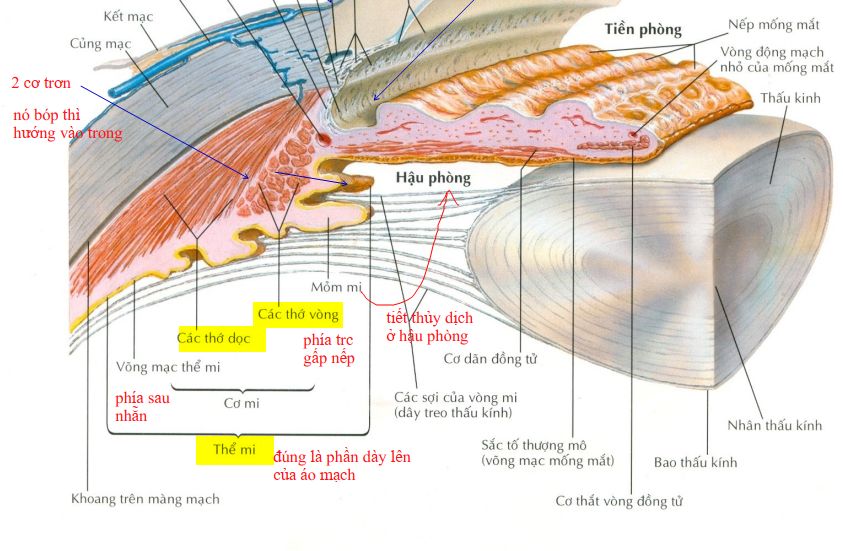 Kết mạc
Củng mạc
Tiền phòng
Nếp mống mắt
Vòng động mạch
nhỏ của mống mắt
Thấu kính
2 cơ trơn
nó bóp thì
hướng vào trong
Hậu phòng
Mỏm mi
tiết thủy dịch
ở hậu phòng
Các thớ vòng
phía trc
gấp nếp
Các thớ dọc
Cơ dãn đồng tử
Võng mạc thể mi
phía sau
nhẵn
Cơ mi
Các sợi của vòng mi
(dây treo thấu kính)
Nhân thấu kính
Thể mi
đúng là phần dày lên
của áo mạch
Sắc tố thượng mô
(võng mạc mống mắt)
Bao thấu kính
Khoang trên màng mạch
Cơ thắt vòng đồng tử